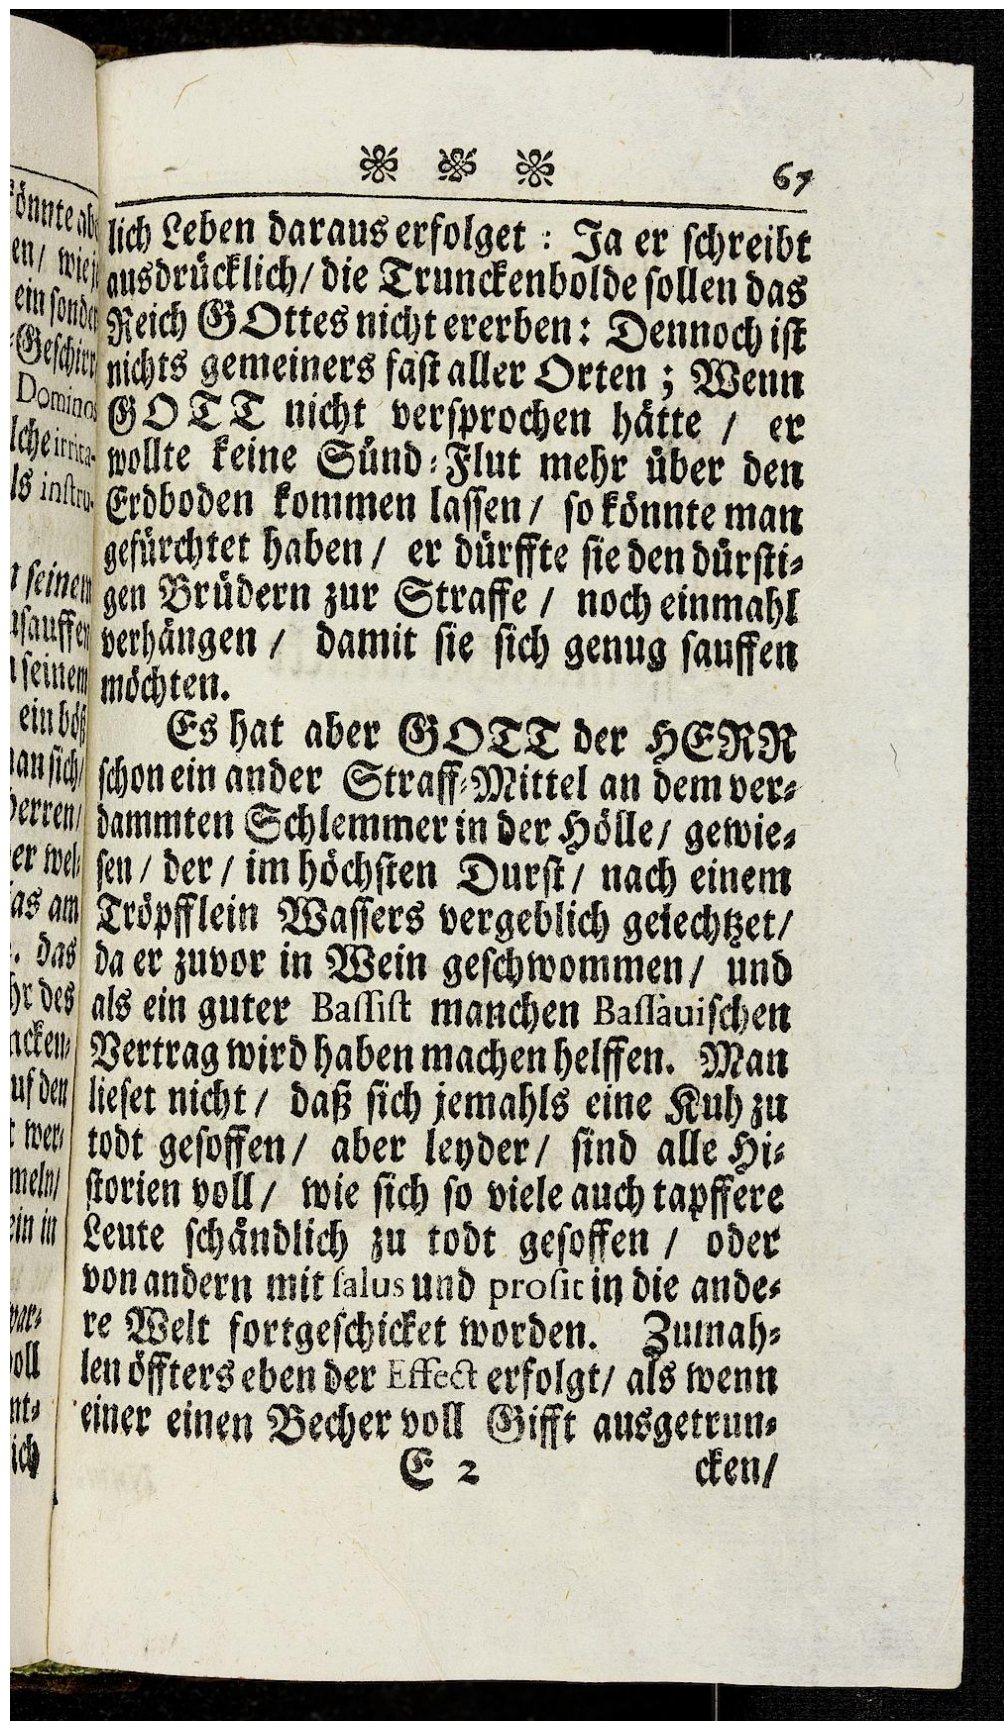 67
lich Leben daraus erfolget : Ja er schreibt
ausdrücklich/ die Trunckenbolde sollen das
Reich GOttes nicht ererben: Dennoch ist
nichts gemeiners fast aller Orten ; Wenn
GOTT nicht versprochen hätte / er
wollte keine Sünd-Flut mehr über den
Erdboden kommen lassen/ so könnte man
gefürchtet haben/ er dürffte sie den dürsti-
gen Brüdern zur Straffe / noch einmahl
verhängen / damit sie sich genug sauffen
möchten.
Es hat aber GOTT der HERR
schon ein ander Straff-Mittel an dem ver-
dammten Schlemmer in der Hölle/ gewie-
sen/ der/ im höchsten Durst/ nach einem
Tröpfflein Wassers vergeblich geiechtzet/
da er zuvor in Wein geschwommen/ und
als ein guter Bassist manchen Bassàuischen
Vertrag wird haben machen helffen. Man
lieset nicht/ daß sich jemahls eine Kuh zu
todt gesoffen/ aber leyder/ sind alle Hi-
storien voll/ wie sich so viele auch tapffere
Leute schändlich zu todt gesoffen / oder
von andern mit salus und prosit in die ande-
re Welt fortgeschicket worden. Zumah-
len öffters eben der Effect erfolgt/ als wenn
einer einen Becher voll Gifft ausgetrun-
E 2 cken/